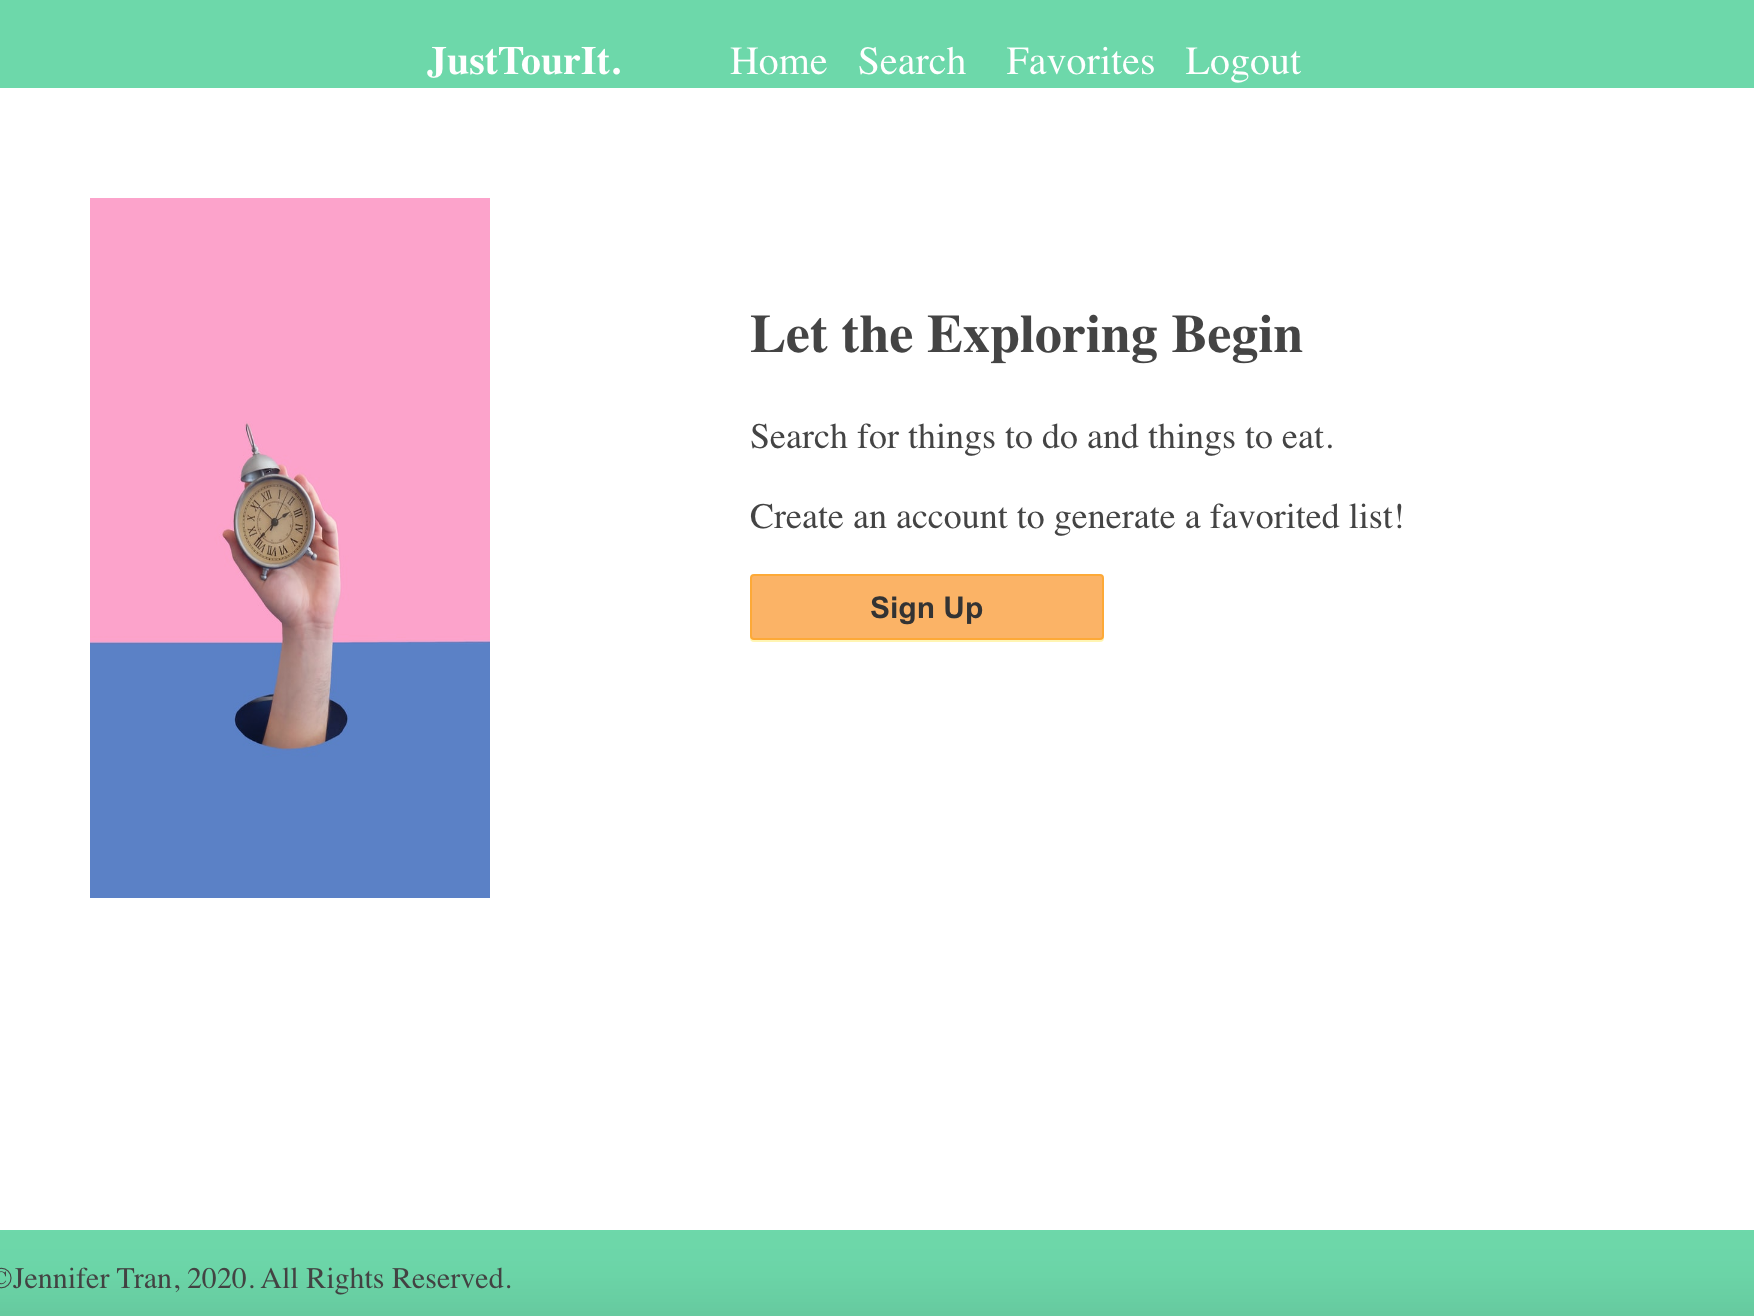 JustTourIt. Home Search Favorites Logout
Let the Exploring Begin
Search for things to do and things to eat.
Create an account to generate a favorited list!
Sign Up
©Jennifer Tran, 2020. All Rights Reserved.